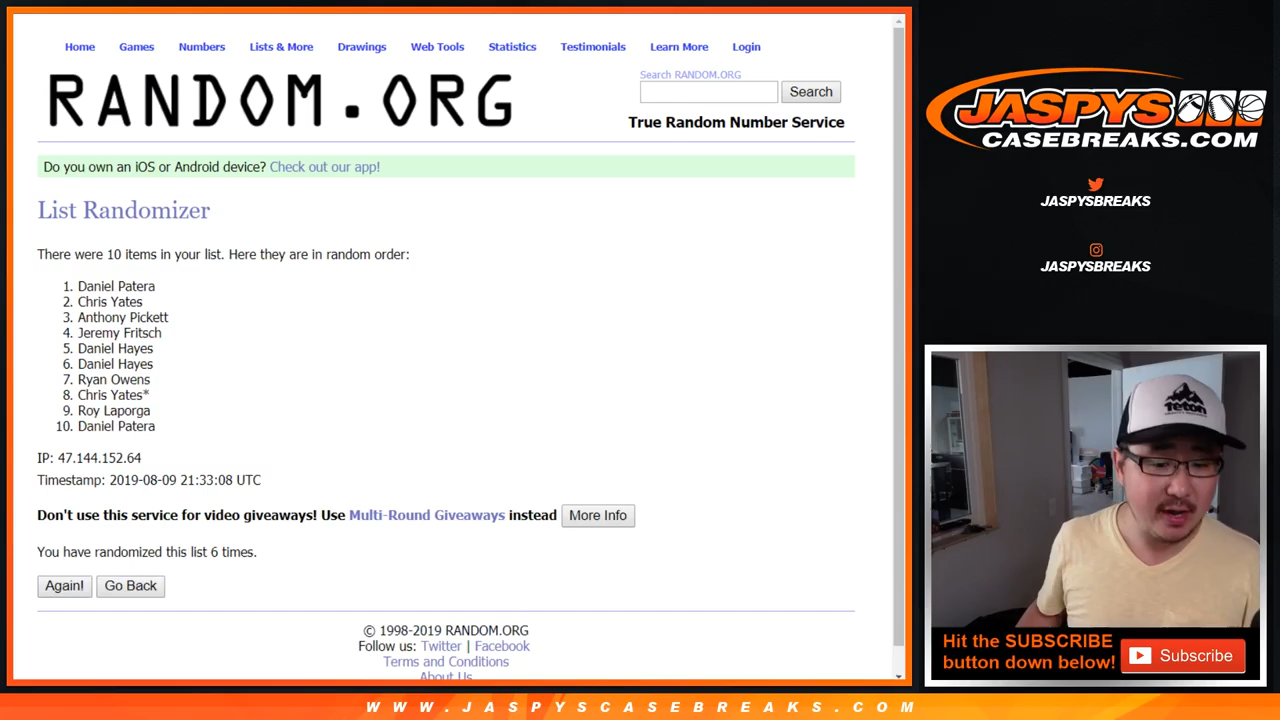 Home Games Numbers Lists & More Drawings Web Tools Statistics Testimonials Learn More Login
RANDOM.ORG
Search RANDOM.ORG
Search
True Random Number Service
Do you own an iOS or Android device? Check out our app!
List Randomizer
There were 10 items in your list. Here they are in random order:
1. Daniel Patera
2. Chris Yates
3. Anthony Pickett
4. Jeremy Fritsch
5. Daniel Hayes
6. Daniel Hayes
7. Ryan Owens
8. Chris Yates*
9. Roy Laporga
10. Daniel Patera
IP: 47.144.152.64
Timestamp: 2019-08-09 21:33:08 UTC
Don't use this service for video giveaways! Use Multi-Round Giveaways instead More Info
You have randomized this list 6 times.
Again! Go Back
© 1998-2019 RANDOM.ORG
Follow us: Twitter | Facebook
Terms and Conditions
About Us
JASPYS
CASEBREAKS.COM
JASPYSBREAKS
JASPYSBREAKS
TETON
Hit the SUBSCRIBE
button down below!
Subscribe
WWW.JASPYSCASEBREAKS.COM